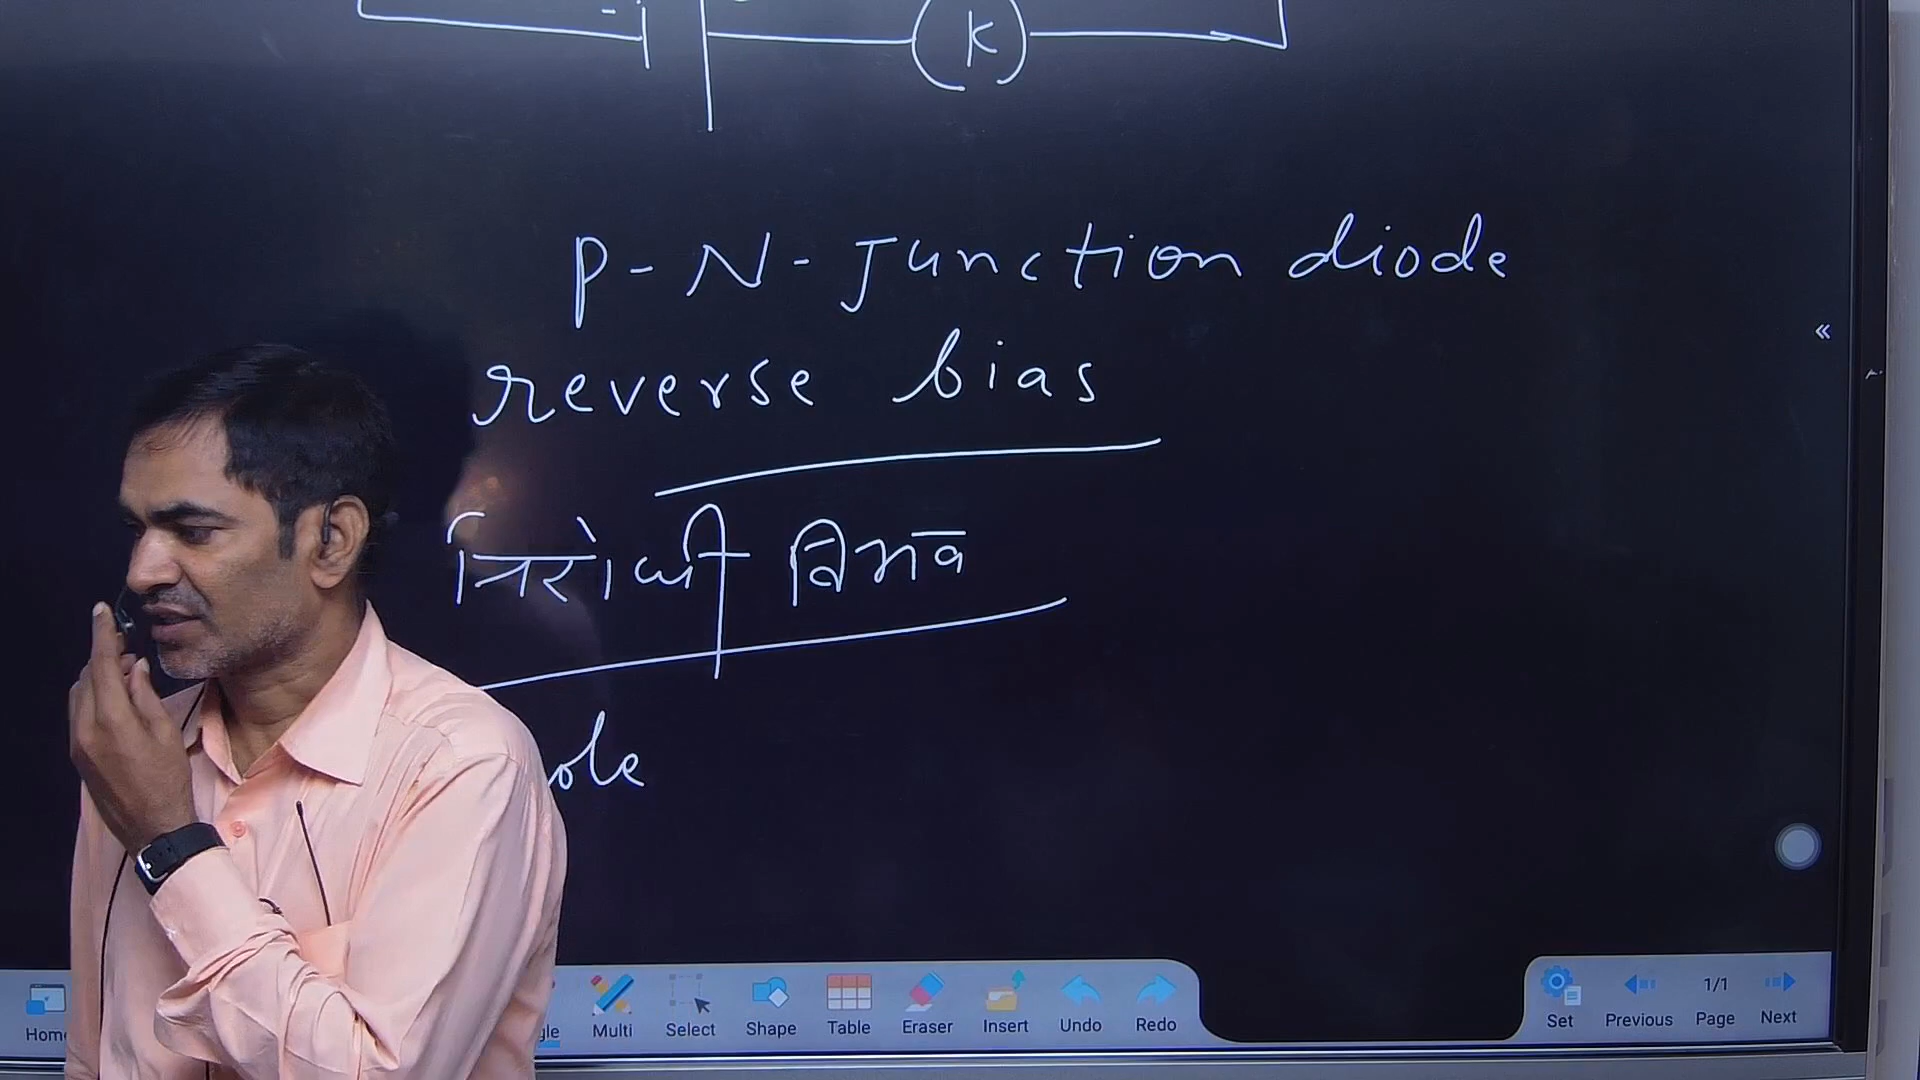 K
P-N-Junction diode
reverse bias
निरोधी विभव
ole
Home Multi Select Shape Table Eraser Insert Undo Redo
Set Previous 1/1 Page Next